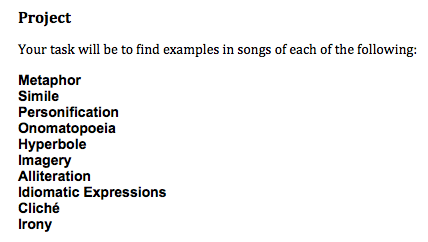 Project
Your task will be to find examples in songs of each of the following:
Metaphor
Simile
Personification
Onomatopoeia
Hyperbole
Imagery
Alliteration
Idiomatic Expressions
Cliché
Irony